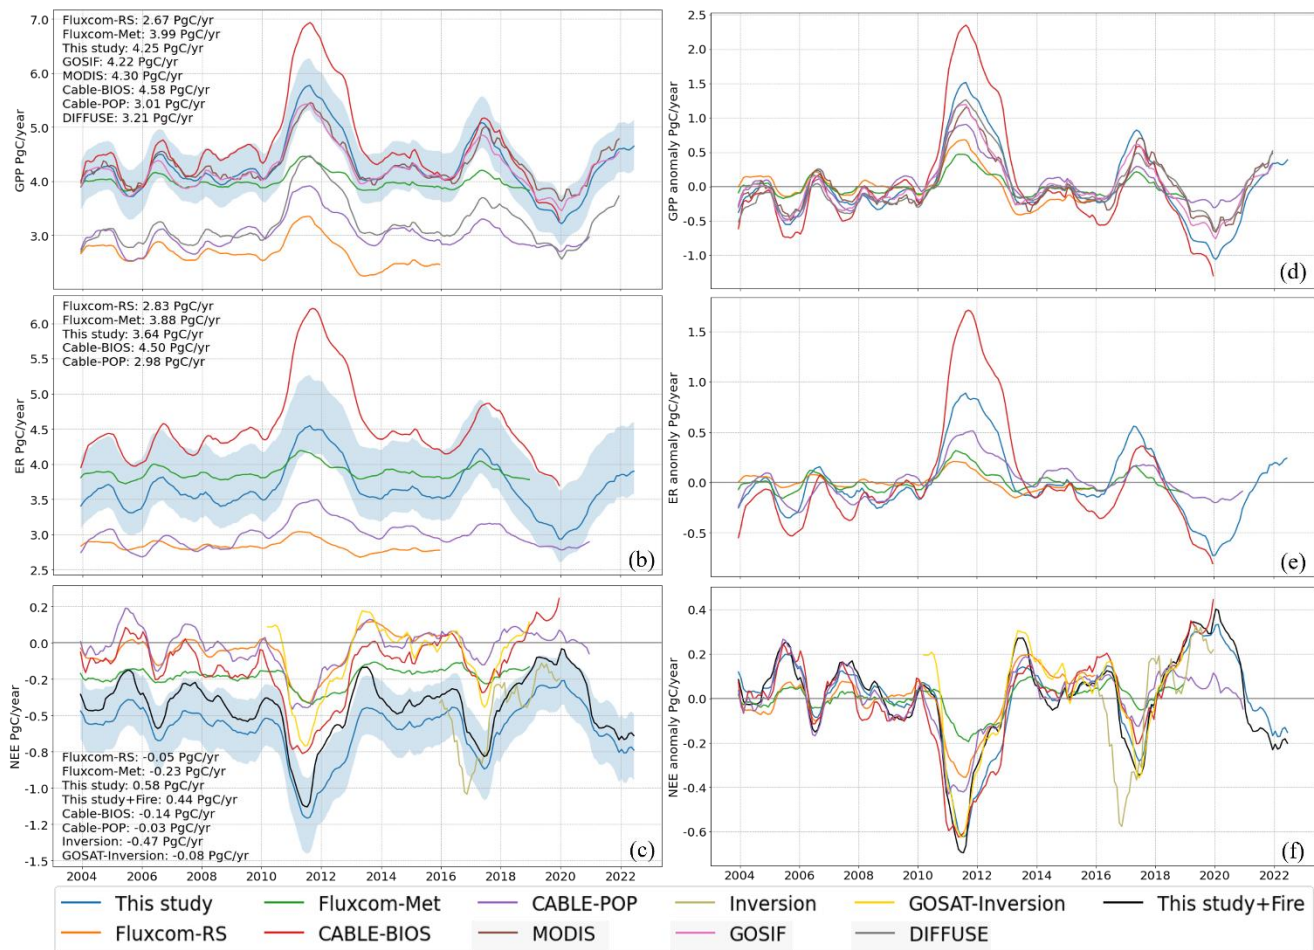 Fluxcom-RS: 2.67 PgC/yr
Fluxcom-Met: 3.99 PgC/yr
This study: 4.25 PgC/yr
GOSIF: 4.22 PgC/yr
MODIS: 4.30 PgC/yr
Cable-BIOS: 4.58 PgC/yr
Cable-POP: 3.01 PgC/yr
DIFFUSE: 3.21 PgC/yr
GPP PgC/year
7.0
6.0
5.0
4.0
3.0
GPP anomaly PgC/year
2.5
2.0
1.5
1.0
0.5
0.0
-0.5
-1.0
(d)
Fluxcom-RS: 2.83 PgC/yr
Fluxcom-Met: 3.88 PgC/yr
This study: 3.64 PgC/yr
Cable-BIOS: 4.50 PgC/yr
Cable-POP: 2.98 PgC/yr
ER PgC/year
6.0
5.5
5.0
4.5
4.0
3.5
3.0
2.5
(b)
ER anomaly PgC/year
1.5
1.0
0.5
0.0
-0.5
(e)
NEE PgC/year
0.2
0.0
-0.2
-0.5
-0.8
-1.0
-1.2
-1.5
Fluxcom-RS: -0.05 PgC/yr
Fluxcom-Met: -0.23 PgC/yr
This study: 0.58 PgC/yr
This study+Fire: 0.44 PgC/yr
Cable-BIOS: -0.14 PgC/yr
Cable-POP: -0.03 PgC/yr
Inversion: -0.47 PgC/yr
GOSAT-Inversion: -0.08 PgC/yr
(c)
2004 2006 2008 2010 2012 2014 2016 2018 2020 2022
NEE anomaly PgC/year
0.4
0.2
0.0
-0.2
-0.4
-0.6
(f)
2004 2006 2008 2010 2012 2014 2016 2018 2020 2022
This study Fluxcom-Met CABLE-POP Inversion GOSAT-Inversion This study+Fire
Fluxcom-RS CABLE-BIOS MODIS GOSIF DIFFUSE